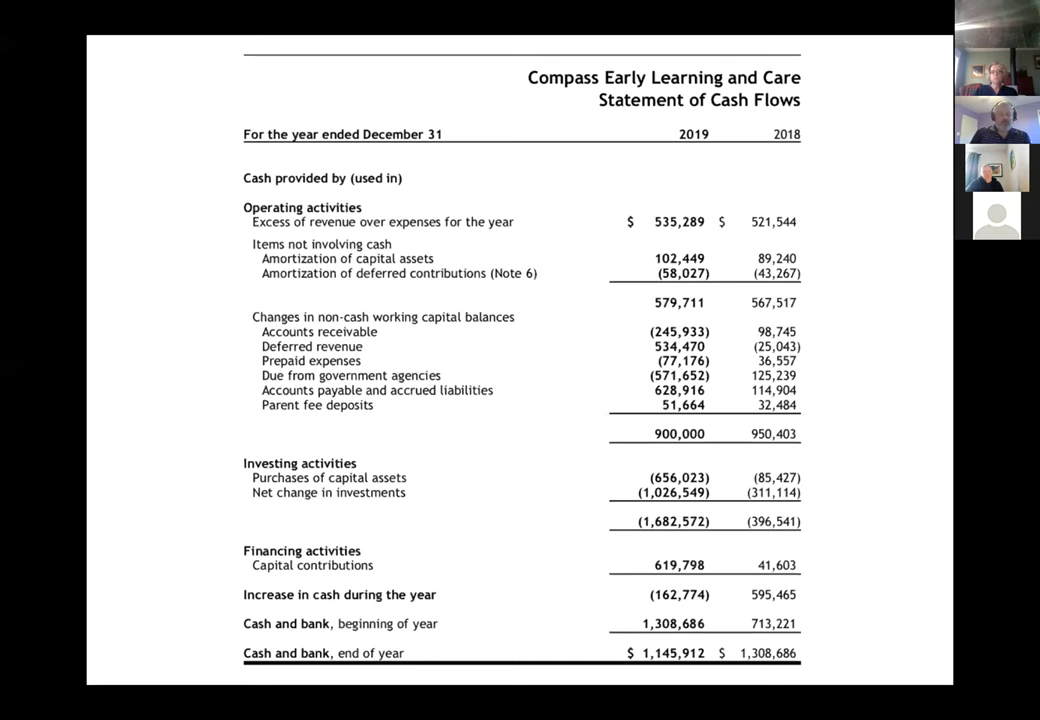 Compass Early Learning and Care
Statement of Cash Flows
For the year ended December 31 2019 2018
Cash provided by (used in)
Operating activities
Excess of revenue over expenses for the year $ 535,289 $ 521,544
Items not involving cash
Amortization of capital assets 102,449 89,240
Amortization of deferred contributions (Note 6) (58,027) (43,267)
579,711 567,517
Changes in non-cash working capital balances
Accounts receivable (245,933) 98,745
Deferred revenue 534,470 (25,043)
Prepaid expenses (77,176) 36,557
Due from government agencies (571,652) 125,239
Accounts payable and accrued liabilities 628,916 114,904
Parent fee deposits 51,664 32,484
900,000 950,403
Investing activities
Purchases of capital assets (656,023) (85,427)
Net change in investments (1,026,549) (311,114)
(1,682,572) (396,541)
Financing activities
Capital contributions 619,798 41,603
Increase in cash during the year (162,774) 595,465
Cash and bank, beginning of year 1,308,686 713,221
Cash and bank, end of year $ 1,145,912 $ 1,308,686